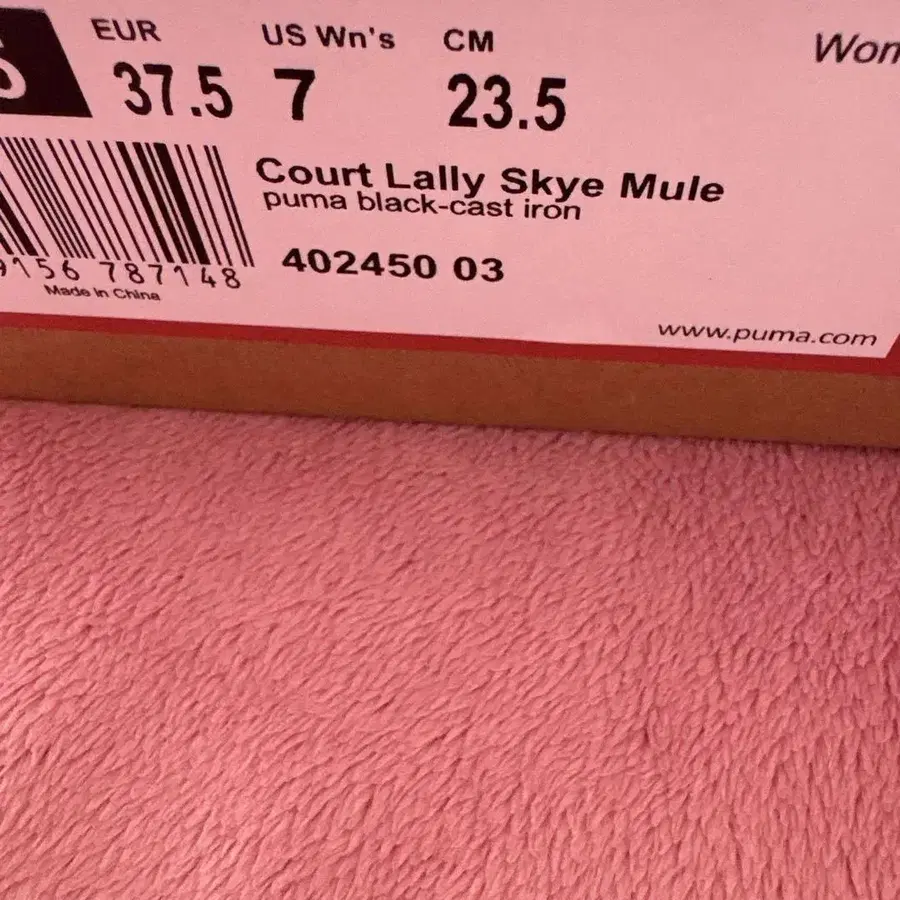 EUR US Wn's CM
37.5 7 23.5
Court Lally Skye Mule
puma black-cast iron
402450 03
9156 787148
Made in China
www.puma.com